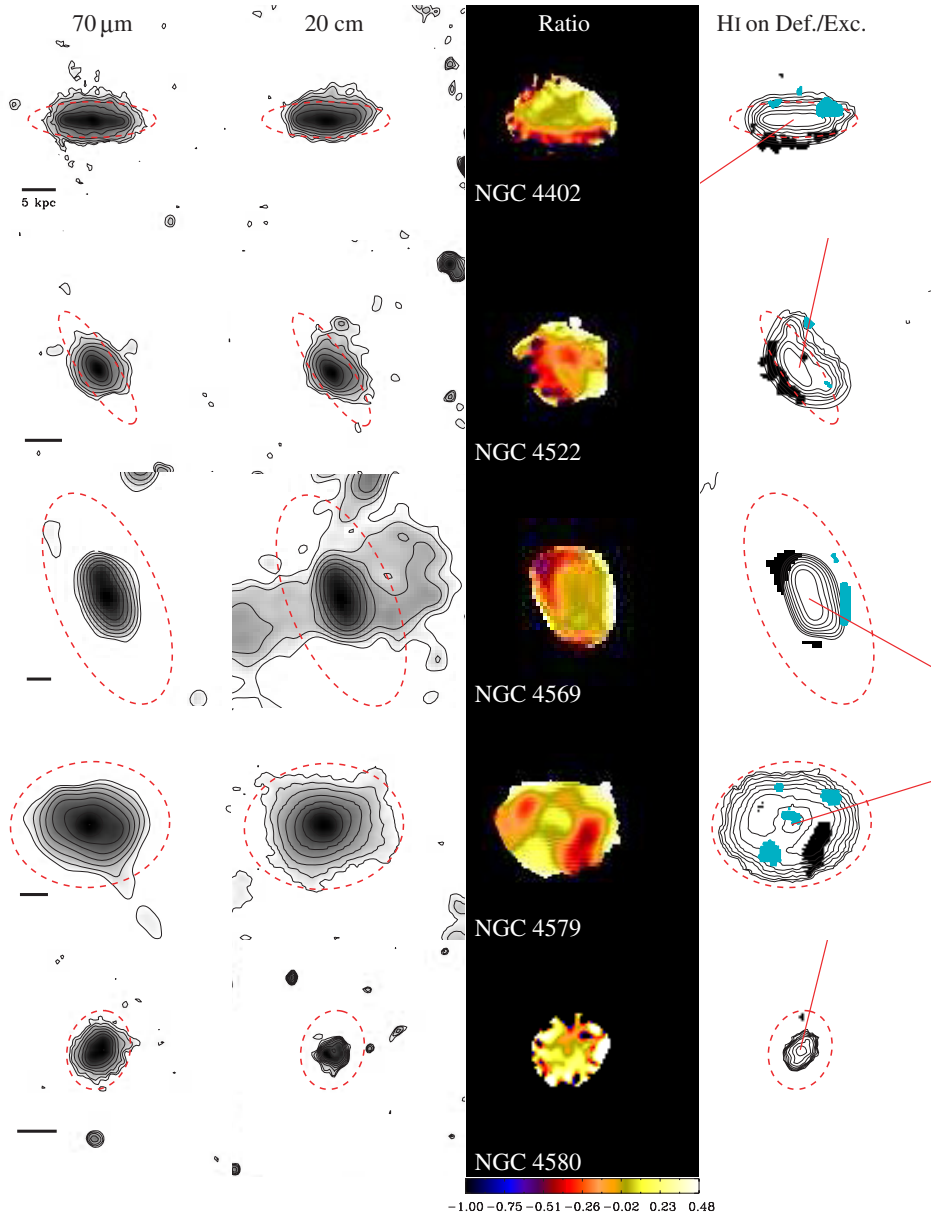 70 μm 20 cm Ratio HI on Def./Exc.
5 kpc
NGC 4402
NGC 4522
NGC 4569
NGC 4579
NGC 4580
−1.00 −0.75 −0.51 −0.26 −0.02 0.23 0.48